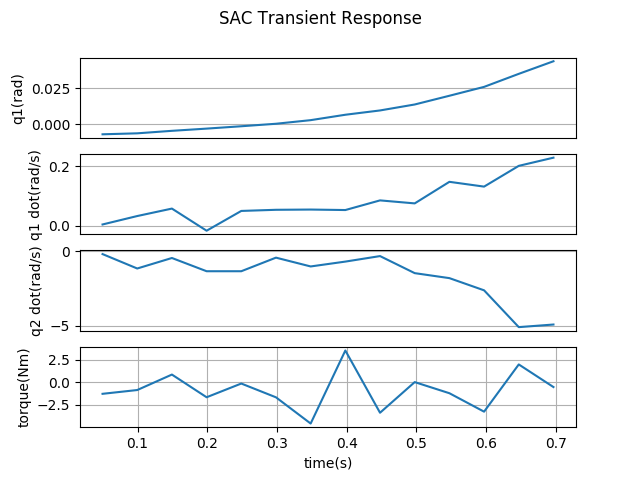 SAC Transient Response
q1(rad)
0.025
0.000
q1 dot(rad/s)
0.2
0.0
q2 dot(rad/s)
0
−5
torque(Nm)
2.5
0.0
−2.5
0.1 0.2 0.3 0.4 0.5 0.6 0.7
time(s)